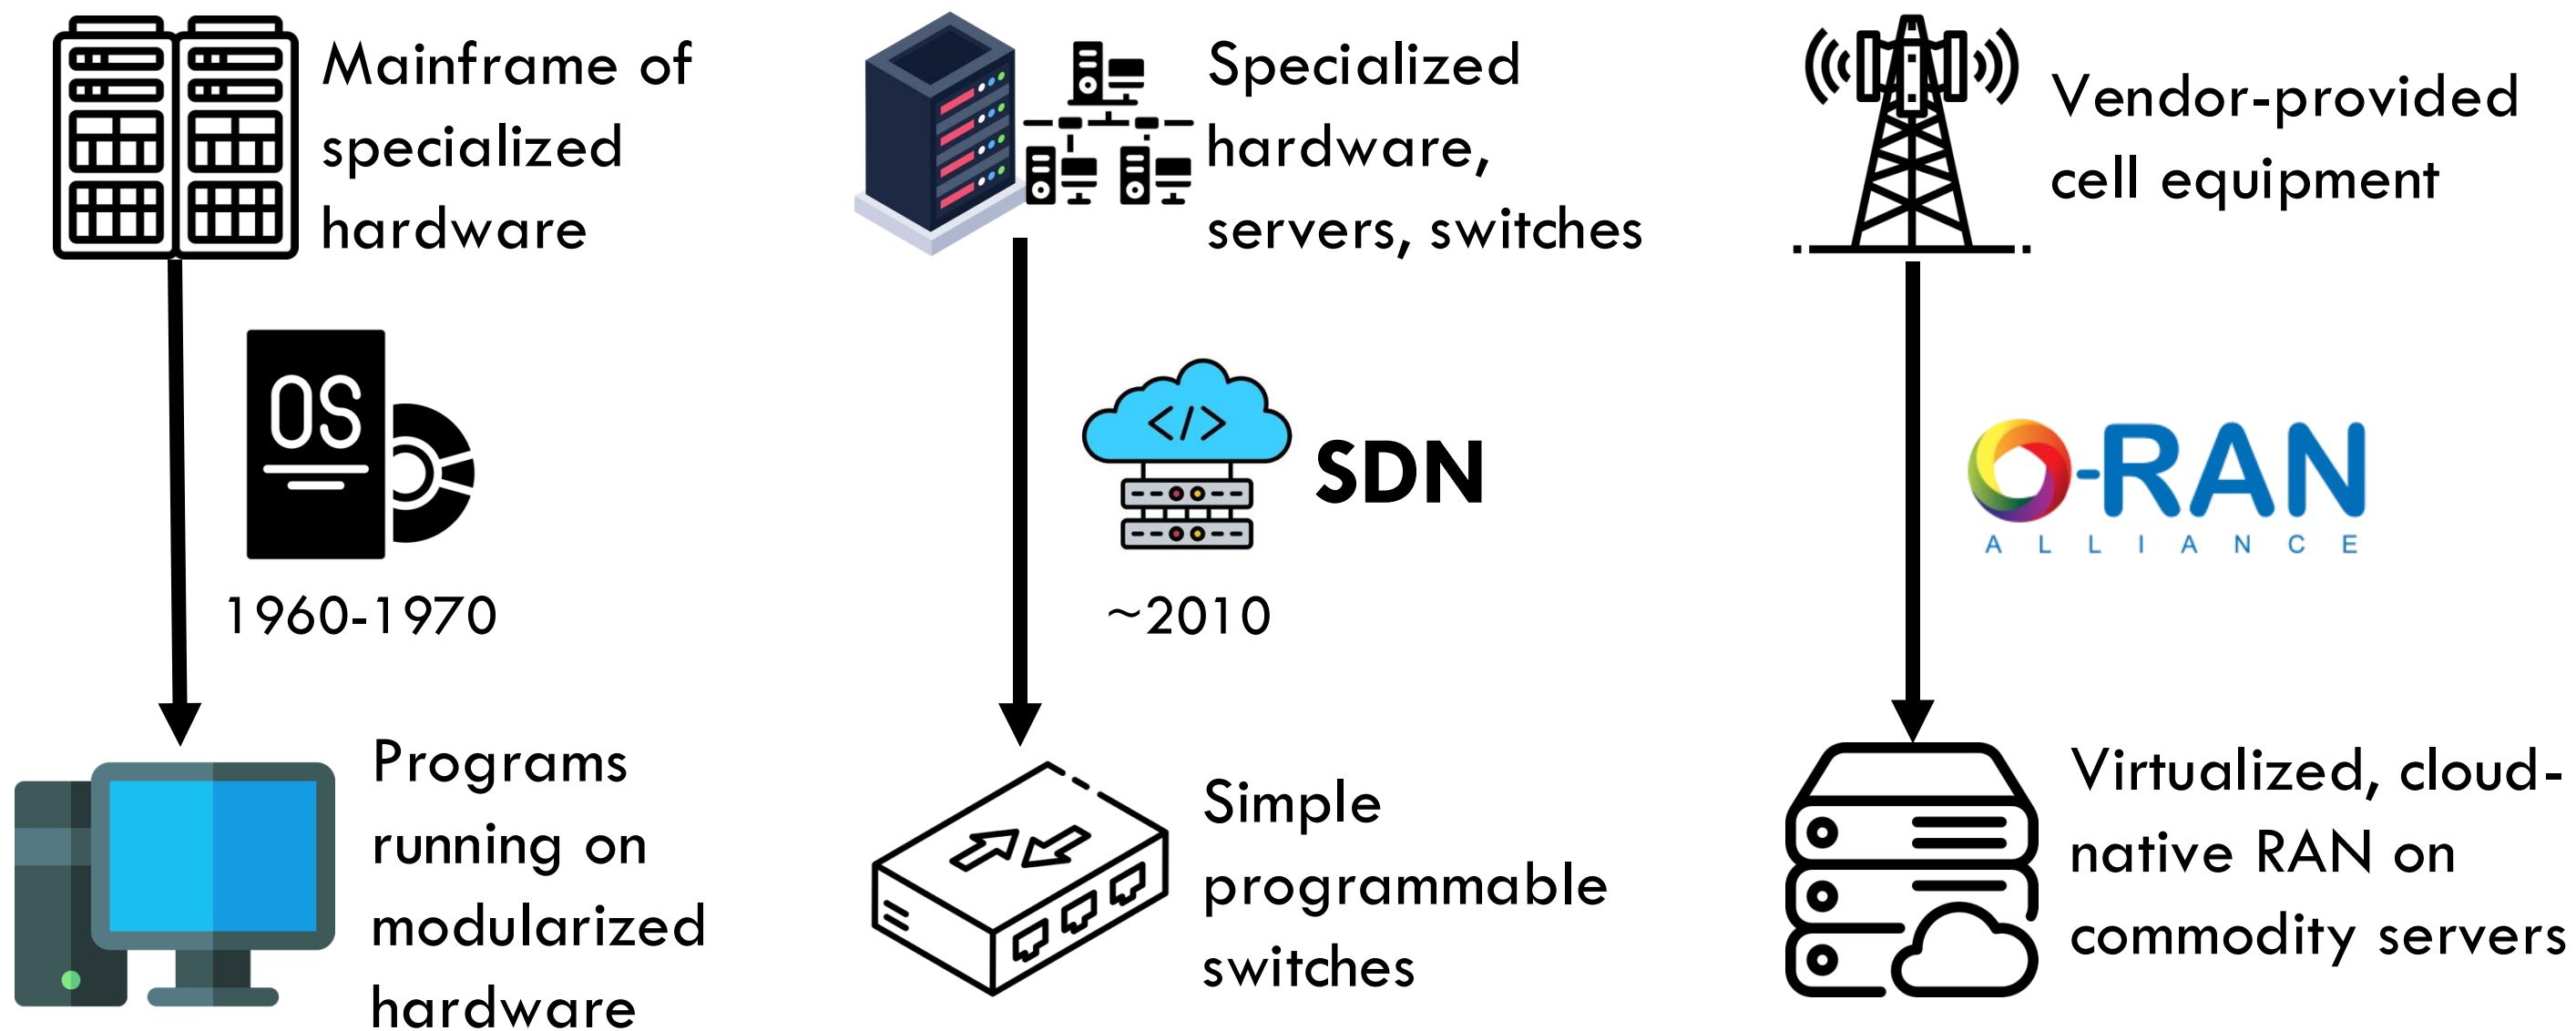 Mainframe of
specialized
hardware
OS
1960-1970
Programs
running on
modularized
hardware
Specialized
hardware,
servers, switches
</>
SDN
~2010
Simple
programmable
switches
Vendor-provided
cell equipment
O-RAN
ALLIANCE
Virtualized, cloud-
native RAN on
commodity servers